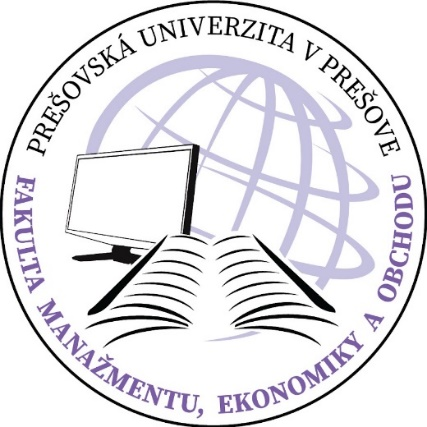 PREŠOVSKÁ UNIVERZITA V PREŠOVE
FAKULTA MANAŽMENTU, EKONOMIKY A OBCHODU